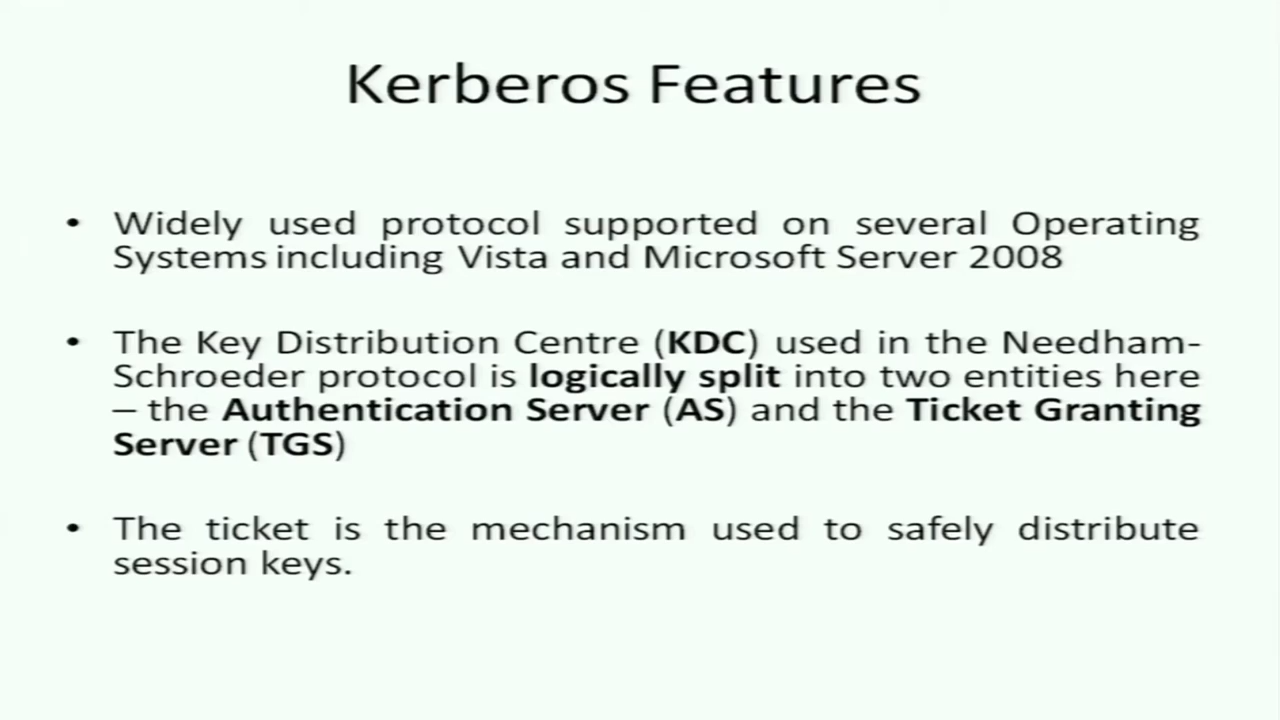 Kerberos Features
• Widely used protocol supported on several Operating
Systems including Vista and Microsoft Server 2008
• The Key Distribution Centre (KDC) used in the Needham-
Schroeder protocol is logically split into two entities here
– the Authentication Server (AS) and the Ticket Granting
Server (TGS)
• The ticket is the mechanism used to safely distribute
session keys.